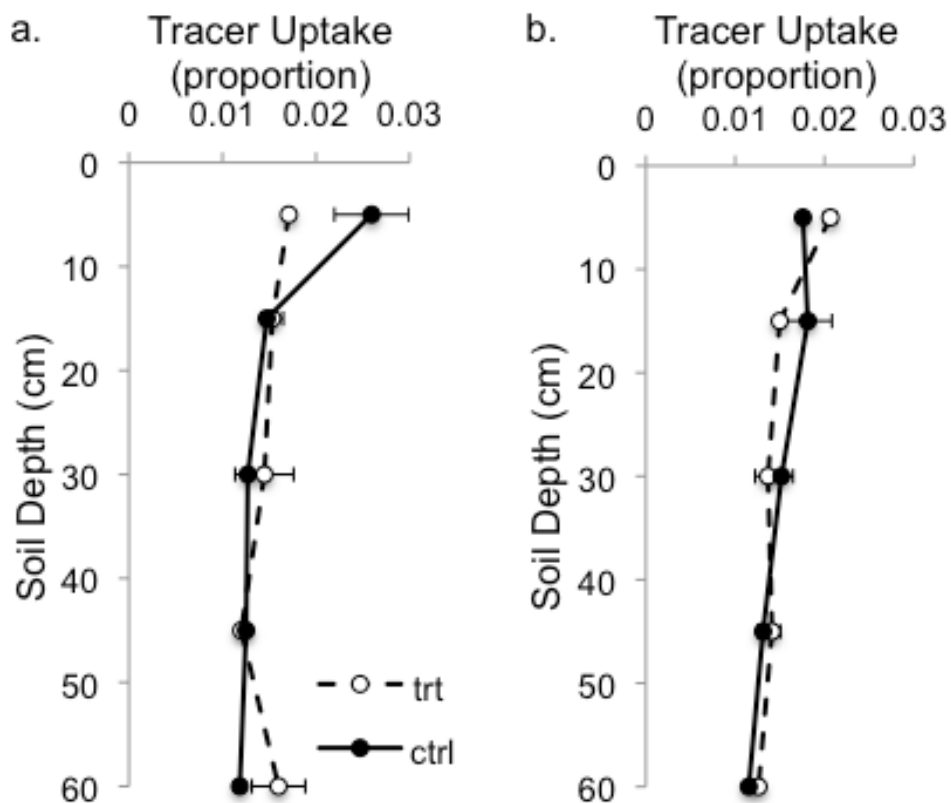 a.
Tracer Uptake
(proportion)
0 0.01 0.02 0.03
0
10
20
30
40
50
60
Soil Depth (cm)
trt
ctrl
b.
Tracer Uptake
(proportion)
0 0.01 0.02 0.03
0
10
20
30
40
50
60
Soil Depth (cm)